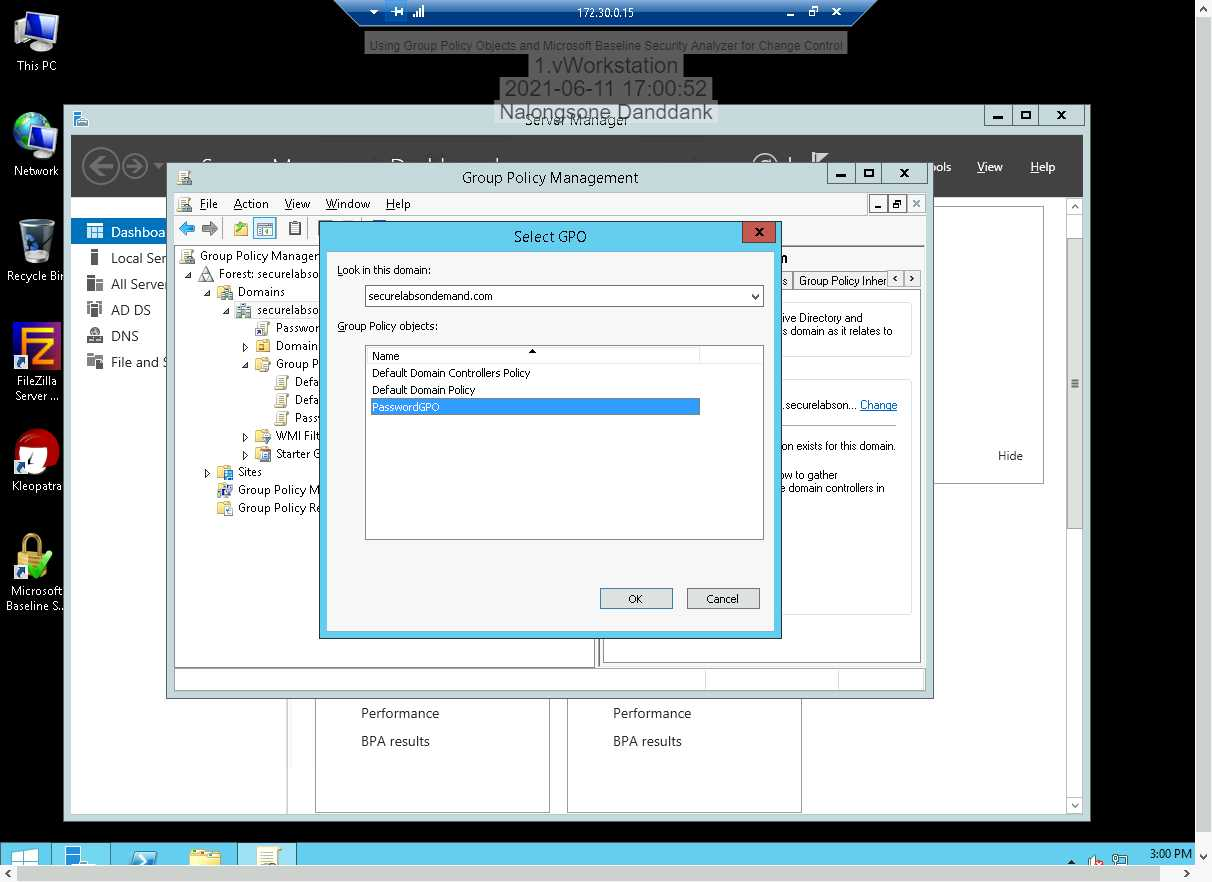 172.30.0.15
Using Group Policy Objects and Microsoft Baseline Security Analyzer for Change Control
1.vWorkstation
2021-06-11 17:00:52
Nalongsone Danddank
This PC
Network
Recycle Bin
FileZilla
Server ...
Kleopatra
Microsoft
Baseline S...
Server Manager
View
Help
Dashboa
Local Ser
All Server
AD DS
DNS
File and S
Hide
Performance
BPA results
Performance
BPA results
Group Policy Management
File Action View Window Help
Group Policy Manager
Forest: securelabso
Domains
securelabso
Passwor
Domain
Group P
Defa
Defa
Passw
WMI Filt
Starter G
Sites
Group Policy M
Group Policy Re
Group Policy Inher
ive Directory and
s domain as it relates to
.securelabson... Change
on exists for this domain.
ow to gather
e domain controllers in
Select GPO
Look in this domain:
securelabsondemand.com
Group Policy objects:
Name
Default Domain Controllers Policy
Default Domain Policy
PasswordGPO
OK Cancel
3:00 PM